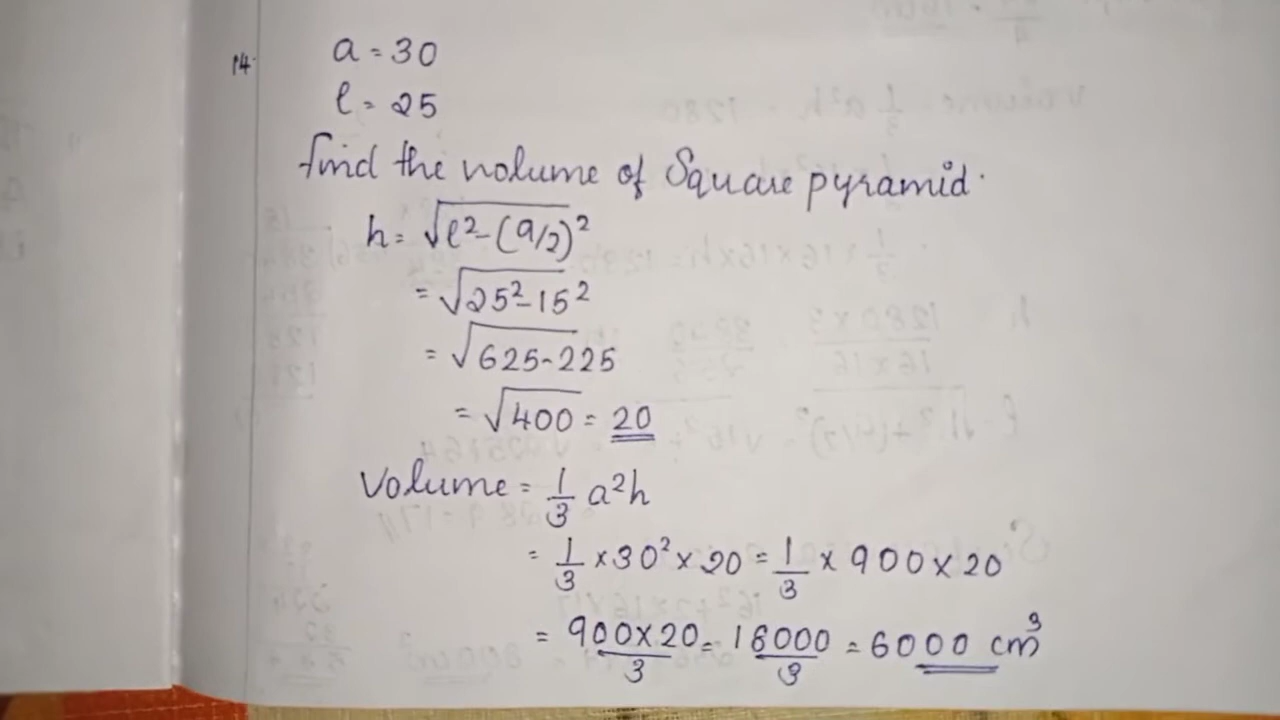 14.
a = 30
l = 25
find the volume of Square pyramid.
h = √l²-(a/2)²
= √25²-15²
= √625-225
= √400 = 20
Volume = 1/3 a²h
= 1/3 × 30² × 20 = 1/3 × 900 × 20
= 900×20/3 = 18000/3 = 6000 cm³